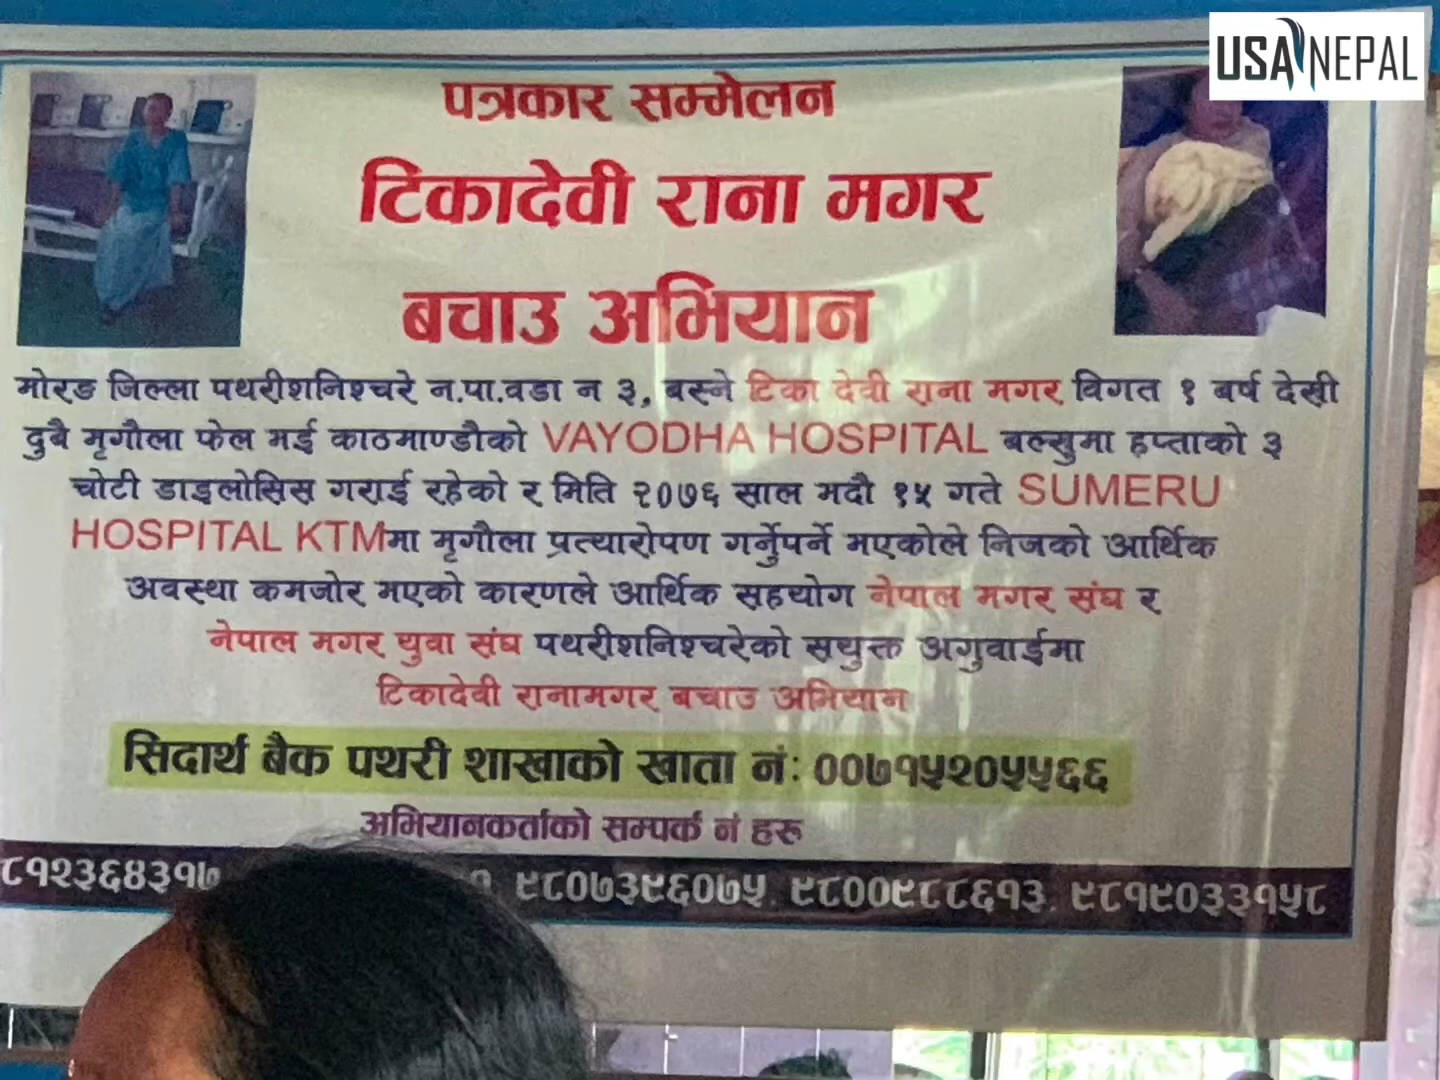 USA NEPAL
पत्रकार सम्मेलन
टिकादेवी राना मगर
बचाउ अभियान
मोरङ जिल्ला पथरीशनिश्चरे न.पा.वडा न ३, बस्ने टिका देवी राना मगर विगत १ बर्ष देखी
दुबै मृगौला फेल भई काठमाण्डौको VAYODHA HOSPITAL बल्खुमा हप्ताको ३
चोटी डाइलोसिस गराई रहेको र मिति २०७६ साल भदौ १५ गते SUMERU
HOSPITAL KTMमा मृगौला प्रत्यारोपण गर्नुेपर्ने भएकोले निजको आर्थिक
अवस्था कमजोर भएको कारणले आर्थिक सहयोग नेपाल मगर संघ र
नेपाल मगर युवा संघ पथरीशनिश्चरेको सयुक्त अगुवाईमा
टिकादेवी रानामगर बचाउ अभियान
सिदार्थ बैक पथरी शाखाको खाता नं: ००७१५२०५५६६
अभियानकर्ताको सम्पर्क नं हरू
८१२३६४३१७ ९८०७३९६०७५, ९८००९८८६१३, ९८१९०३३१५८